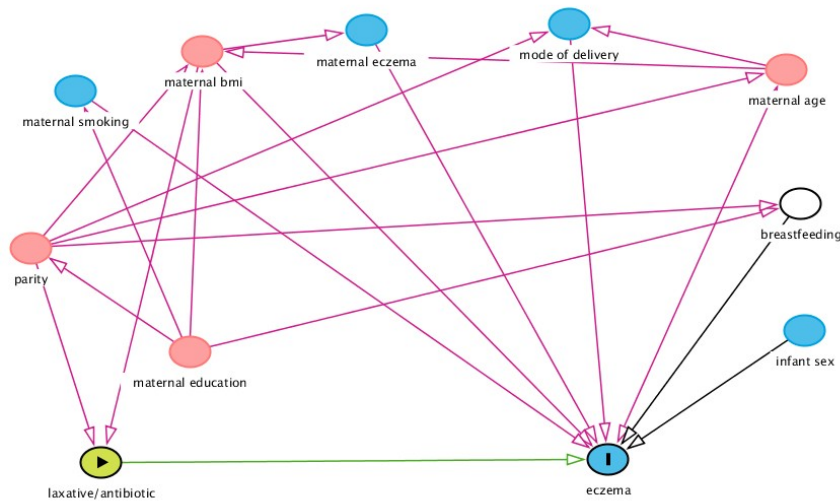 maternal eczema
mode of delivery
maternal bmi
maternal age
maternal smoking
breastfeeding
parity
infant sex
maternal education
laxative/antibiotic
eczema